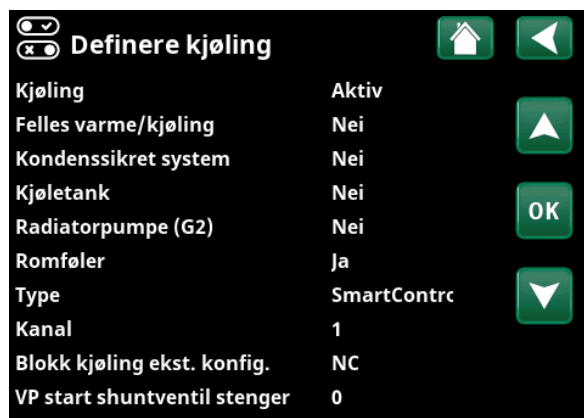 Definere kjøling
Kjøling Aktiv
Felles varme/kjøling Nei
Kondenssikret system Nei
Kjøletank Nei
Radiatorpumpe (G2) Nei
Romføler Ja
Type SmartContrc
Kanal 1
Blokk kjøling ekst. konfig. NC
VP start shuntventil stenger 0
OK